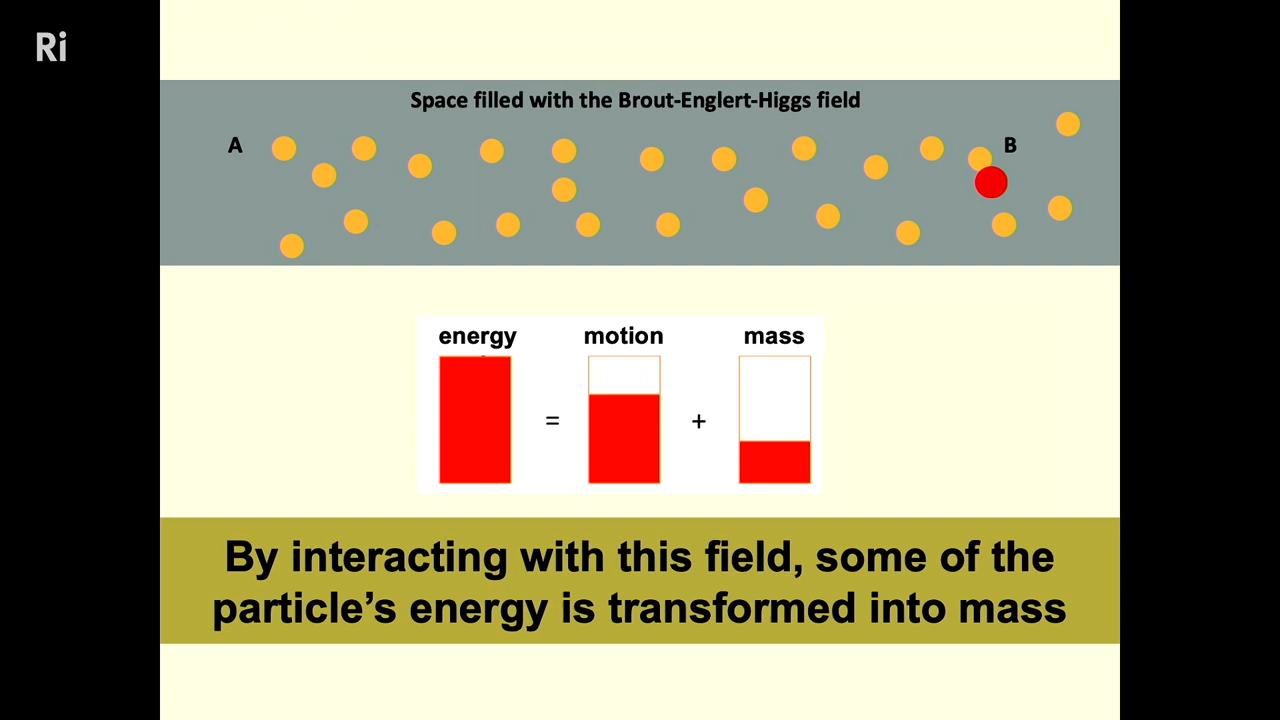 Ri
Space filled with the Brout-Englert-Higgs field
A
B
energy motion mass
= +
By interacting with this field, some of the
particle's energy is transformed into mass